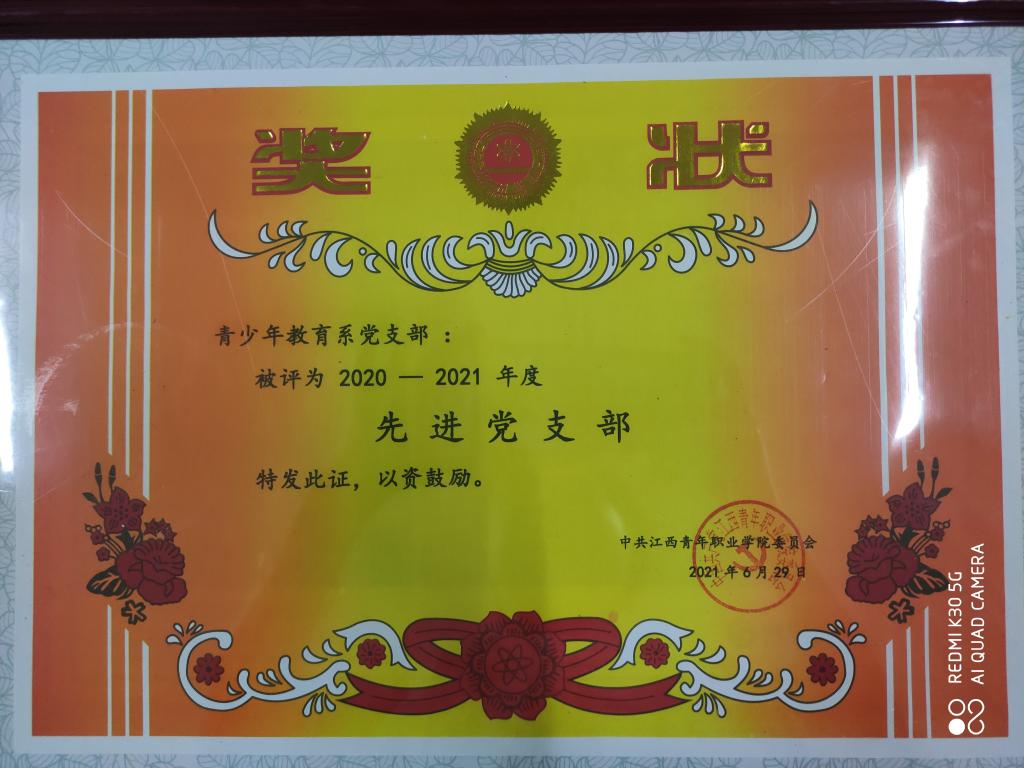 奖 状
青少年教育系党支部 ：
被评为 2020 — 2021 年度
先进党支部
特发此证，以资鼓励。
中共江西青年职业学院委员会
2021 年 6 月 29 日
REDMI K30 5G
AI QUAD CAMERA